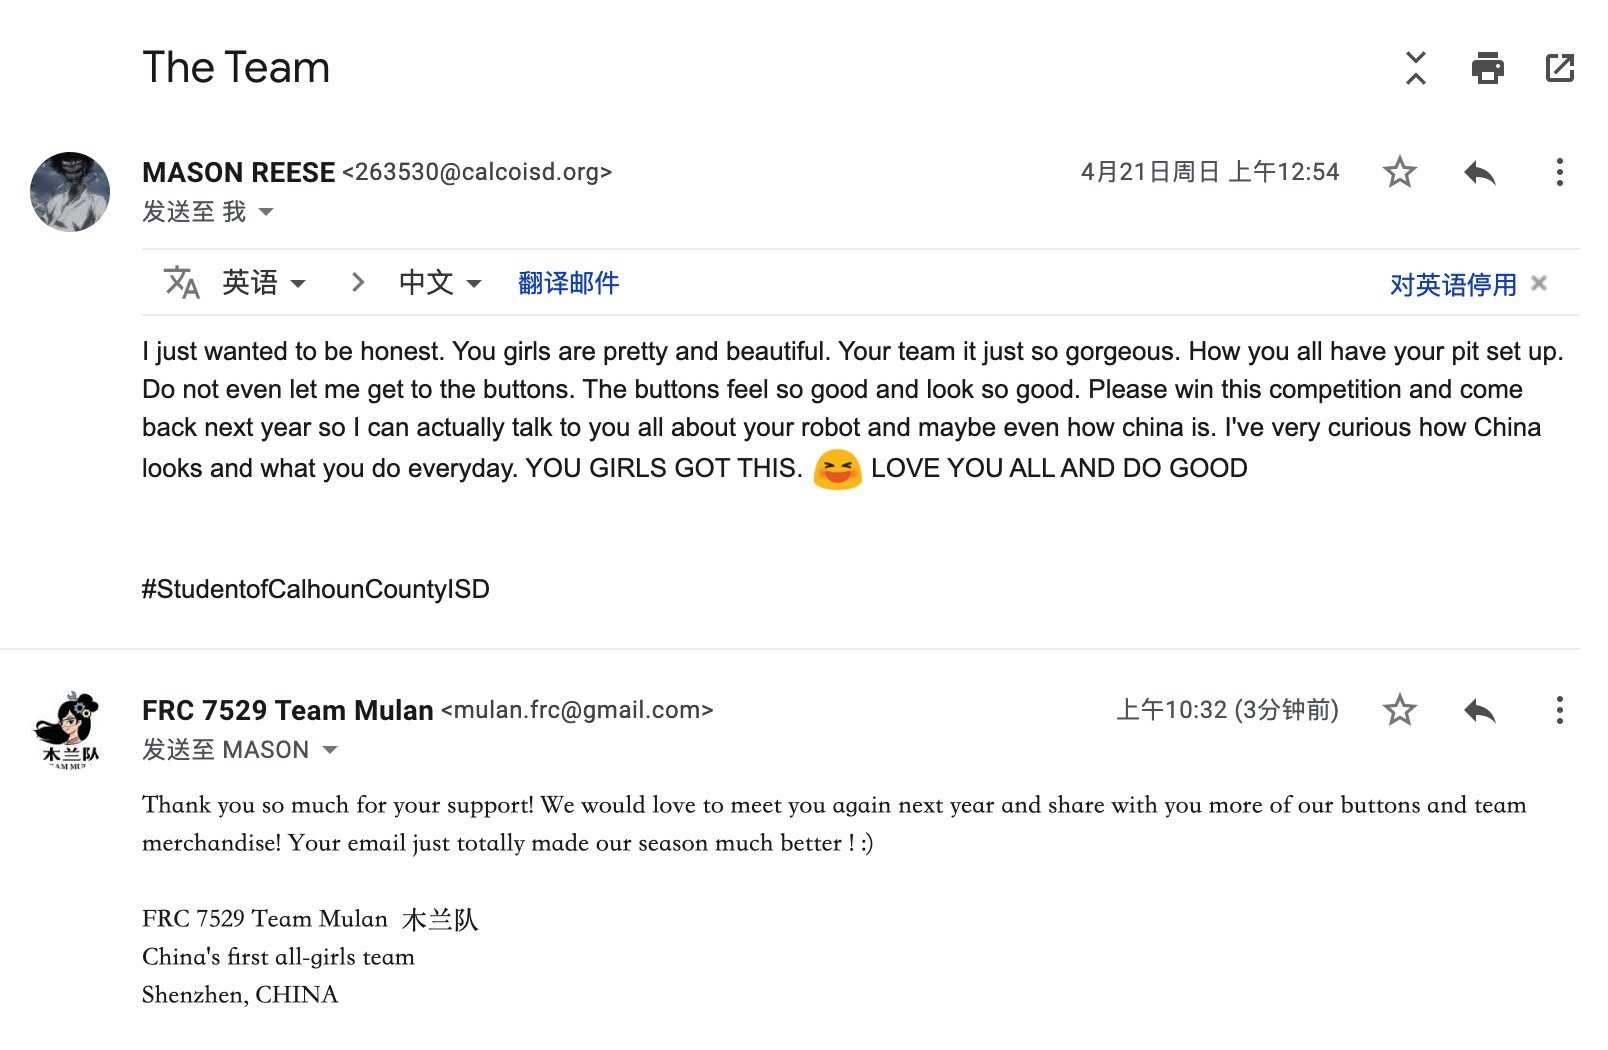 The Team
MASON REESE <263530@calcoisd.org>
4月21日周日 上午12:54
发送至 我
英语 中文 翻译邮件 对英语停用
I just wanted to be honest. You girls are pretty and beautiful. Your team it just so gorgeous. How you all have your pit set up.
Do not even let me get to the buttons. The buttons feel so good and look so good. Please win this competition and come
back next year so I can actually talk to you all about your robot and maybe even how china is. I've very curious how China
looks and what you do everyday. YOU GIRLS GOT THIS. 😆 LOVE YOU ALL AND DO GOOD
#StudentofCalhounCountyISD
木兰队
FRC 7529 Team Mulan <mulan.frc@gmail.com>
上午10:32 (3分钟前)
发送至 MASON
Thank you so much for your support! We would love to meet you again next year and share with you more of our buttons and team
merchandise! Your email just totally made our season much better ! :)
FRC 7529 Team Mulan 木兰队
China's first all-girls team
Shenzhen, CHINA